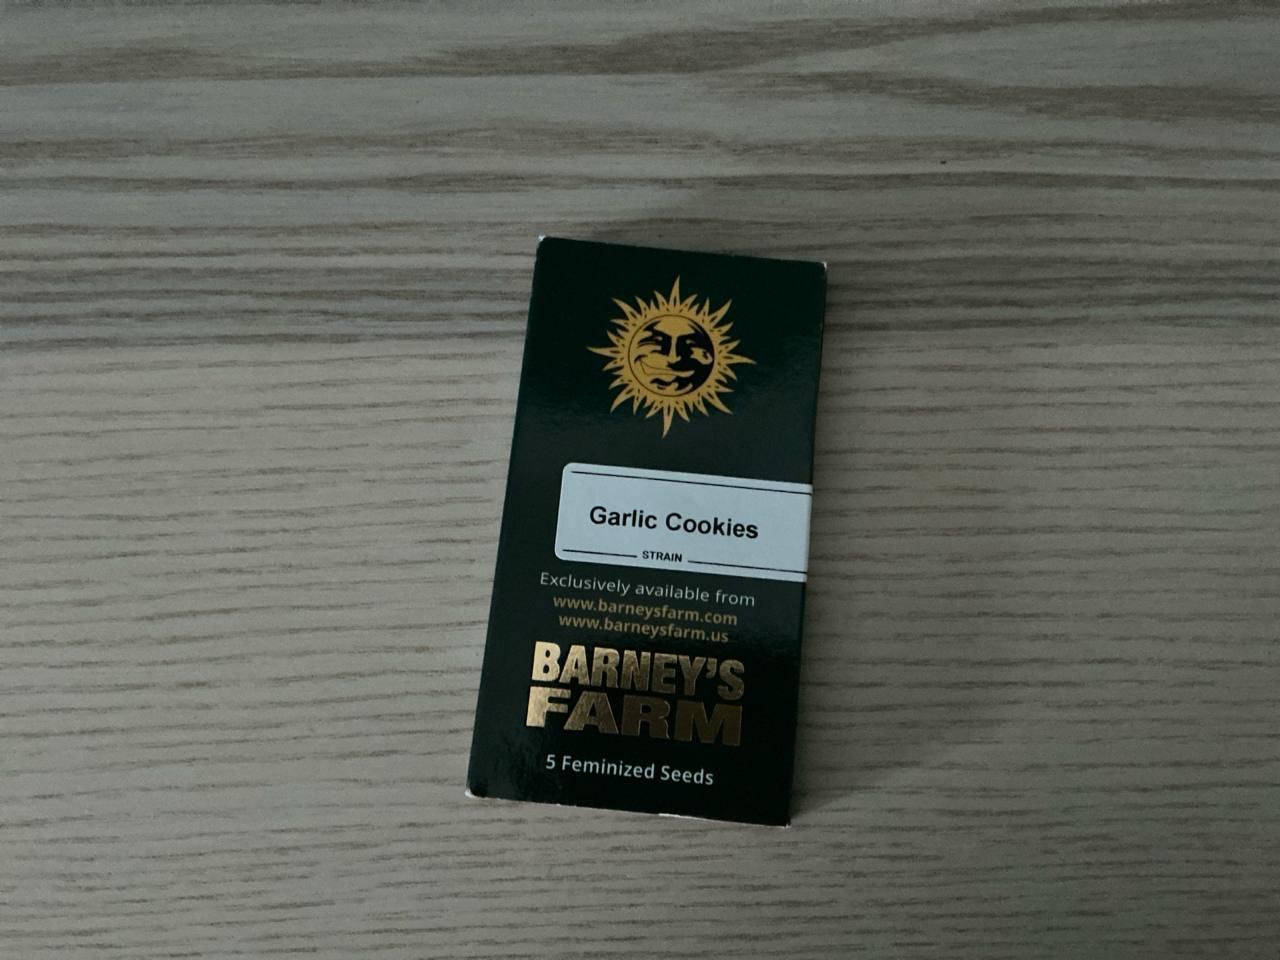 Garlic Cookies
STRAIN
Exclusively available from
www.barneysfarm.com
www.barneysfarm.us
BARNEY'S
FARM
5 Feminized Seeds